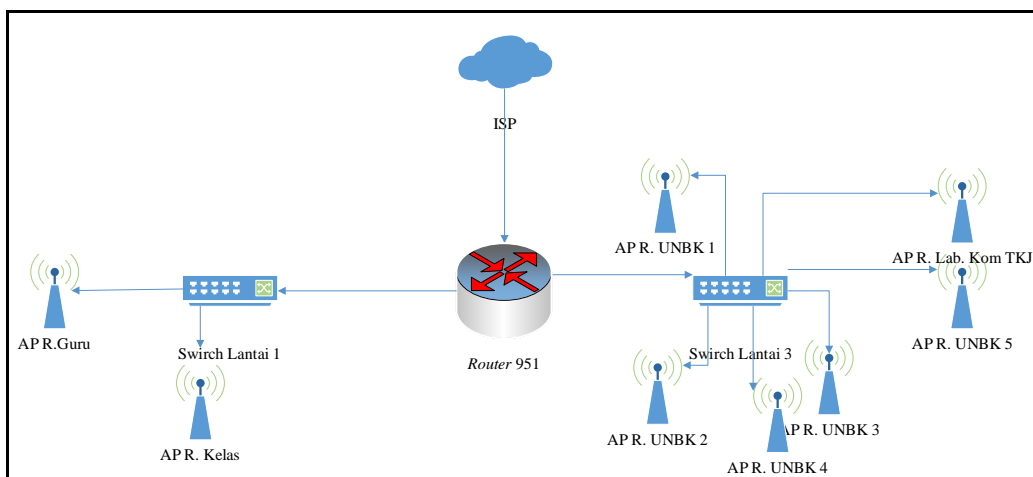 ISP
AP R. UNBK 1
AP R. Lab. Kom TKJ
AP R.Guru
Swirch Lantai 1
Router 951
Swirch Lantai 3
AP R. UNBK 5
AP R. Kelas
AP R. UNBK 2
AP R. UNBK 3
AP R. UNBK 4